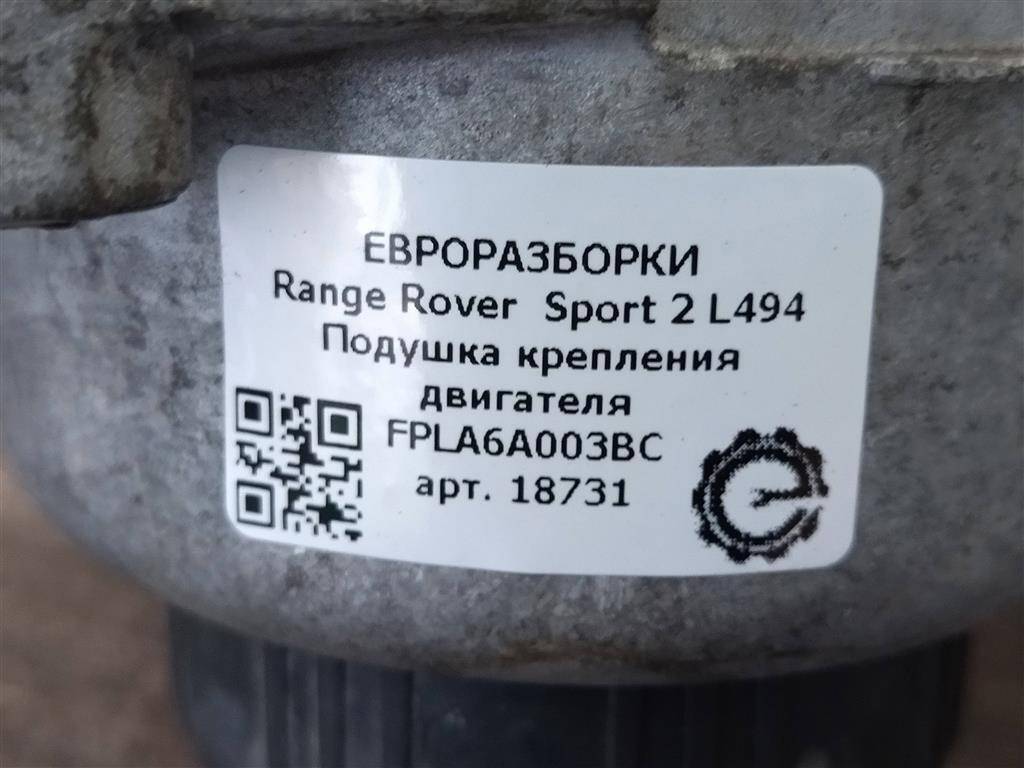 ЕВРОРАЗБОРКИ
Range Rover Sport 2 L494
Подушка крепления
двигателя
FPLA6A003BC
арт. 18731